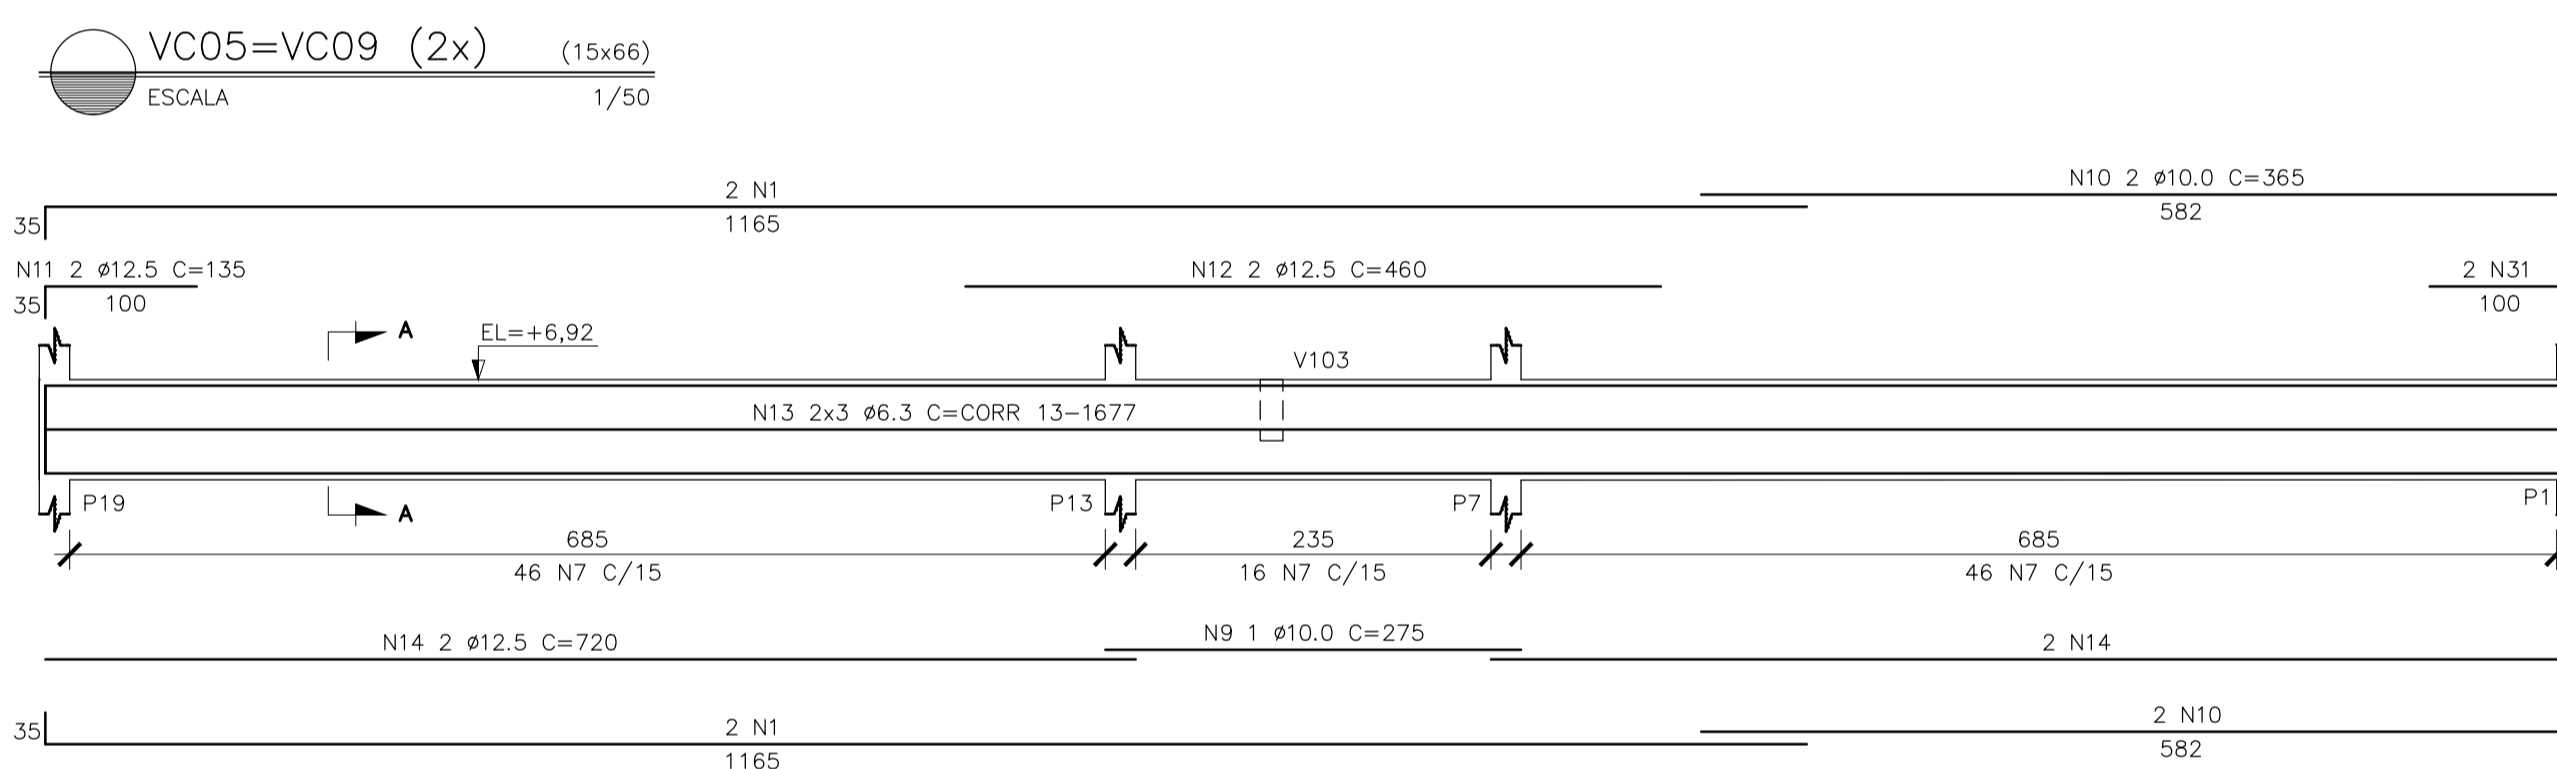 VC05=VC09 (2x) (15x66)
ESCALA 1/50
2 N1
1165
35
N10 2 ø10.0 C=365
582
N11 2 ø12.5 C=135
35
100
N12 2 ø12.5 C=460
2 N31
100
A
EL=+6,92
V103
N13 2x3 ø6.3 C=CORR 13-1677
P19
A
P13
P7
P1
685
235
685
46 N7 C/15
16 N7 C/15
46 N7 C/15
N14 2 ø12.5 C=720
N9 1 ø10.0 C=275
2 N14
35
2 N1
1165
2 N10
582